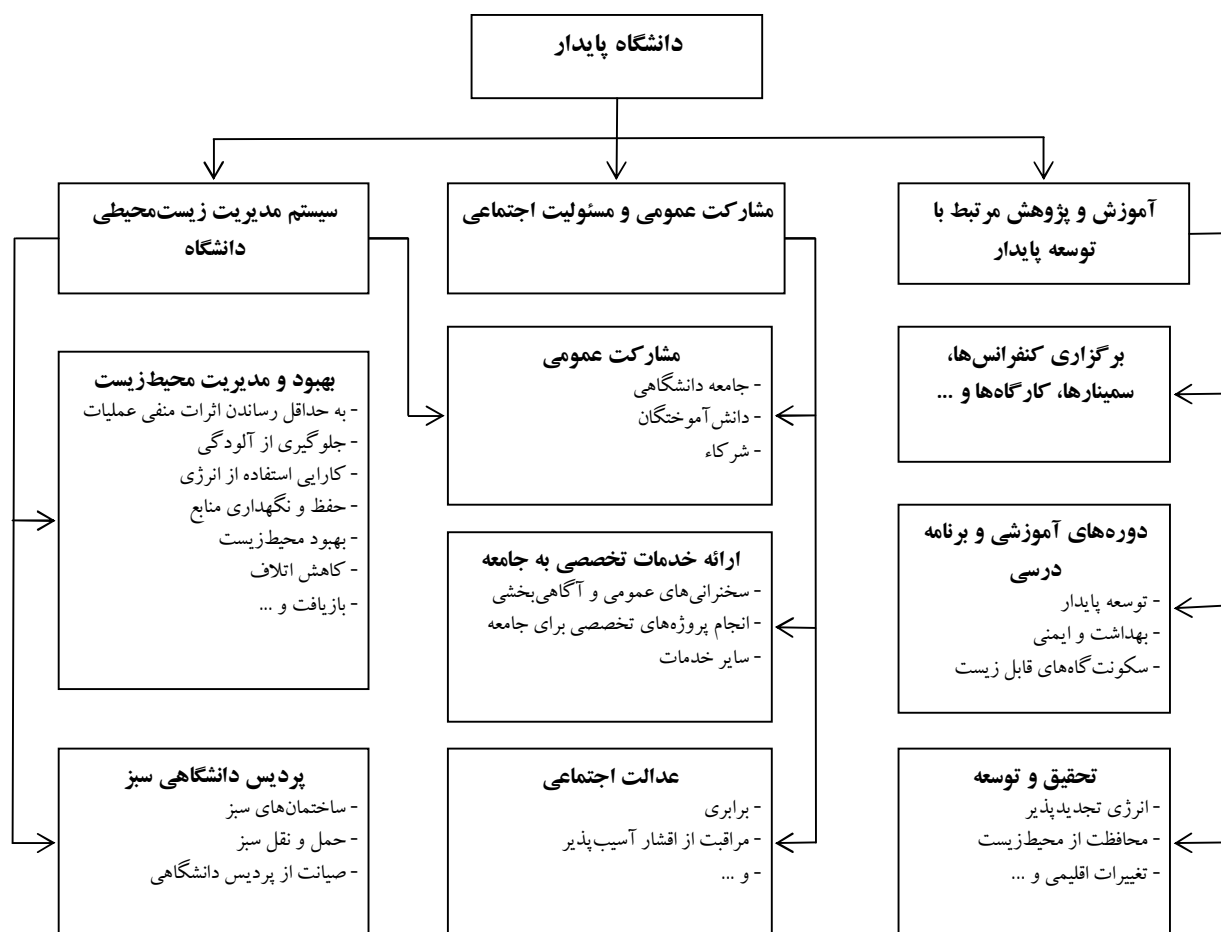 دانشگاه پایدار
آموزش و پژوهش مرتبط با
توسعه پایدار
مشارکت عمومی و مسئولیت اجتماعی
سیستم مدیریت زیست‌محیطی
دانشگاه
برگزاری کنفرانس‌ها،
سمینارها، کارگاه‌ها و ...
دوره‌های آموزشی و برنامه
درسی
- توسعه پایدار
- بهداشت و ایمنی
- سکونت‌گاه‌های قابل زیست
تحقیق و توسعه
- انرژی تجدیدپذیر
- محافظت از محیط‌زیست
- تغییرات اقلیمی و ...
مشارکت عمومی
- جامعه دانشگاهی
- دانش‌آموختگان
- شرکاء
ارائه خدمات تخصصی به جامعه
- سخنرانی‌های عمومی و آگاهی‌بخشی
- انجام پروژه‌های تخصصی برای جامعه
- سایر خدمات
عدالت اجتماعی
- برابری
- مراقبت از اقشار آسیب‌پذیر
- و ...
بهبود و مدیریت محیط‌زیست
- به حداقل رساندن اثرات منفی عملیات
- جلوگیری از آلودگی
- کارایی استفاده از انرژی
- حفظ و نگهداری منابع
- بهبود محیط‌زیست
- کاهش اتلاف
- بازیافت و ...
پردیس دانشگاهی سبز
- ساختمان‌های سبز
- حمل و نقل سبز
- صیانت از پردیس دانشگاهی